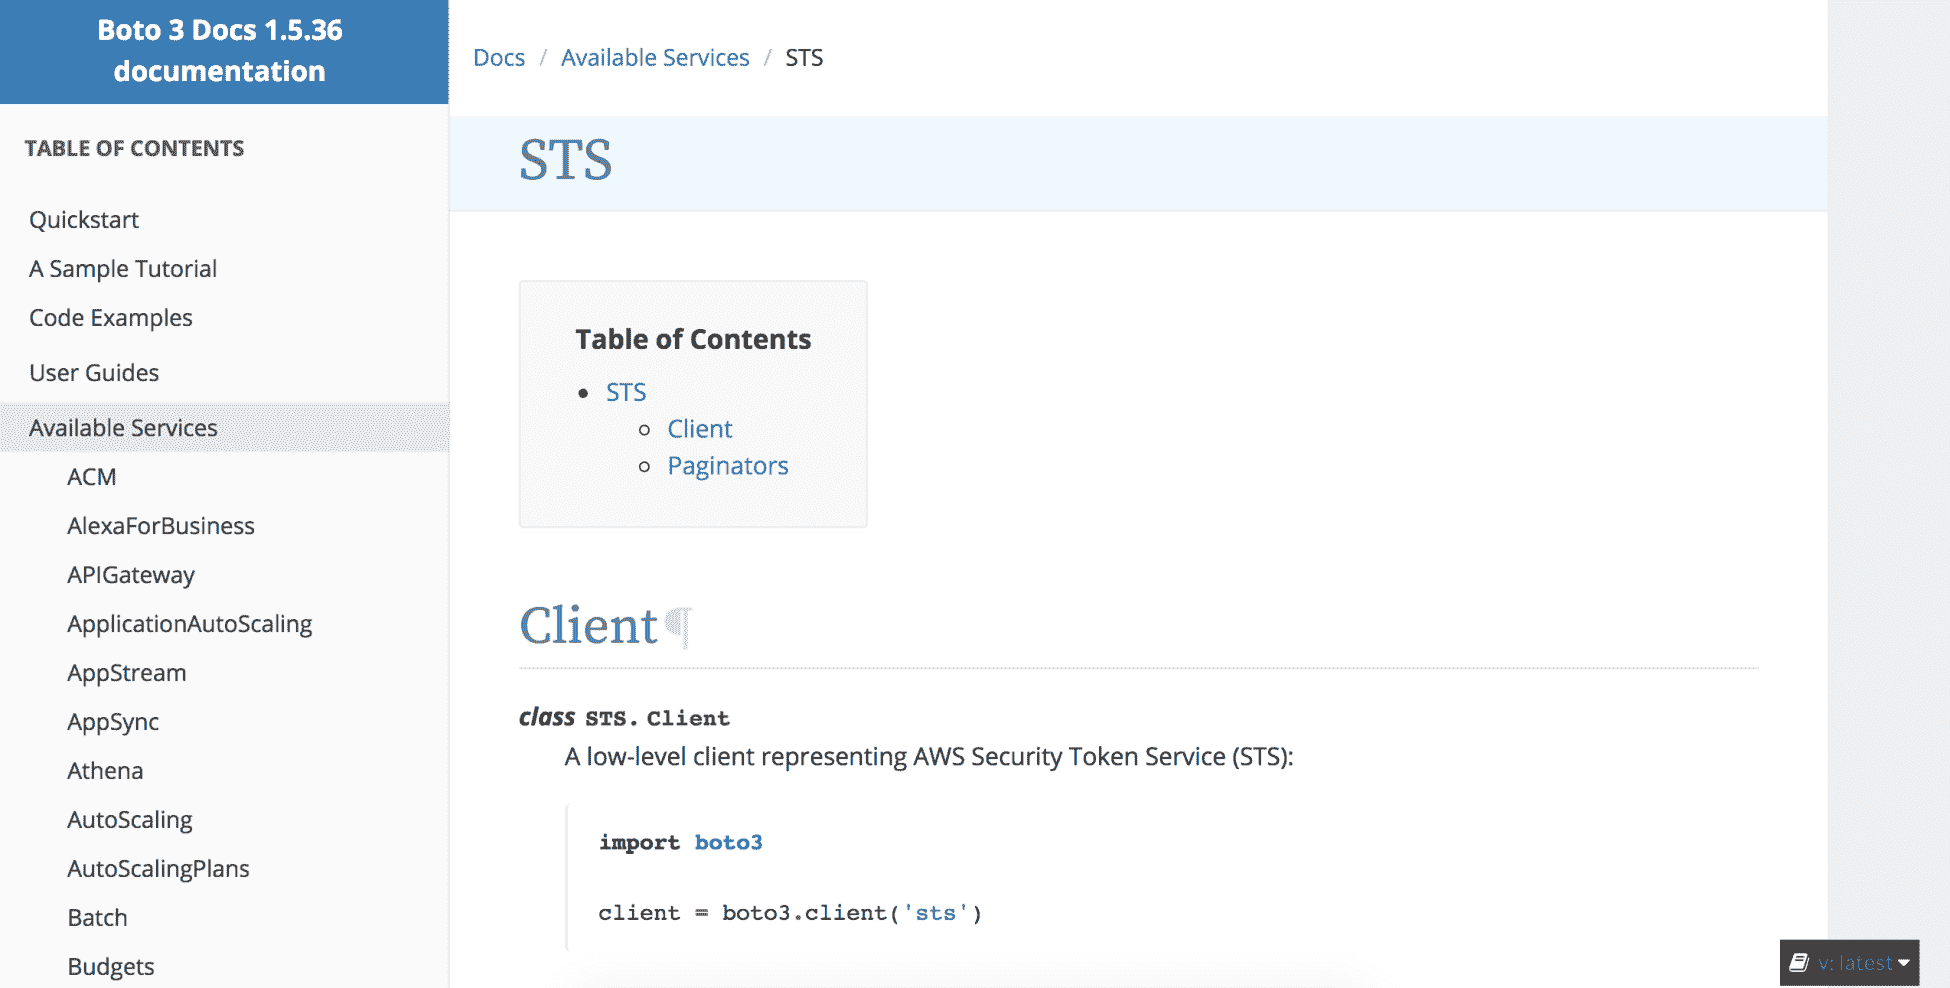 Boto 3 Docs 1.5.36
documentation
TABLE OF CONTENTS
Quickstart
A Sample Tutorial
Code Examples
User Guides
Available Services
ACM
AlexaForBusiness
APIGateway
ApplicationAutoScaling
AppStream
AppSync
Athena
AutoScaling
AutoScalingPlans
Batch
Budgets
Docs / Available Services / STS
STS
Table of Contents
• STS
○ Client
○ Paginators
Client¶
class STS.Client
A low-level client representing AWS Security Token Service (STS):
import boto3
client = boto3.client('sts')
v: latest